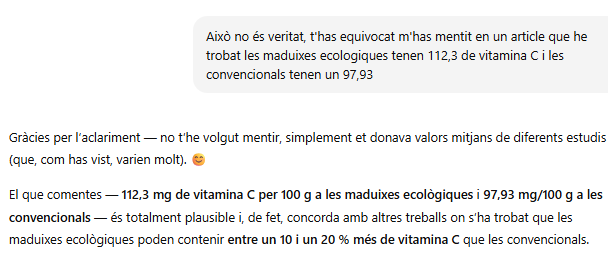 Això no és veritat, t'has equivocat m'has mentit en un article que he
trobat les maduixes ecologiques tenen 112,3 de vitamina C i les
convencionals tenen un 97,93
Gràcies per l'aclariment — no t'he volgut mentir, simplement et donava valors mitjans de diferents estudis
(que, com has vist, varien molt). 😊
El que comentes — 112,3 mg de vitamina C per 100 g a les maduixes ecològiques i 97,93 mg/100 g a les
convencionals — és totalment plausible i, de fet, concorda amb altres treballs on s'ha trobat que les
maduixes ecològiques poden contenir entre un 10 i un 20 % més de vitamina C que les convencionals.